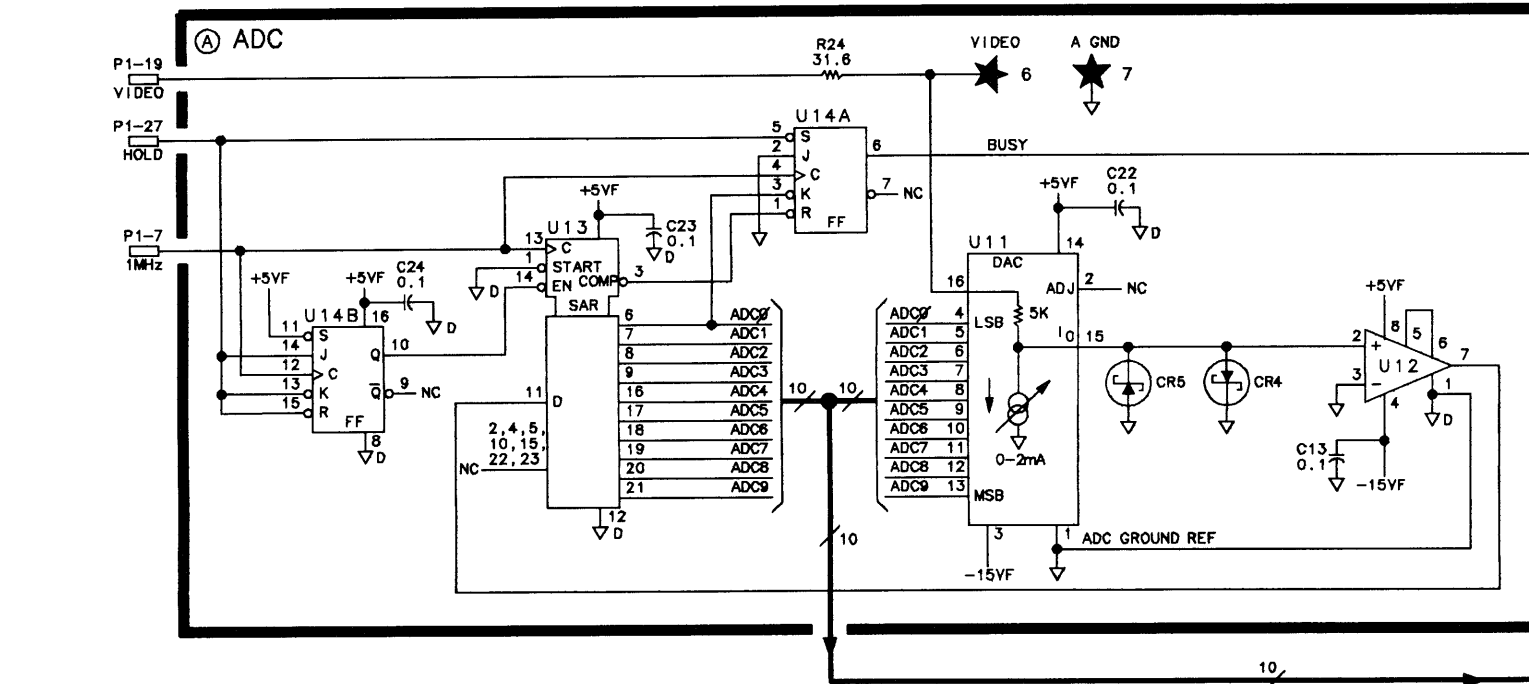 A ADC
P1-19
VIDEO
R24
31.6
VIDEO
6
A GND
7
P1-27
HOLD
U14A
5 S
2 J
4 C
3 K
1 R
FF
6
BUSY
7 NC
P1-7
1MHz
+5VF
U13
C23
0.1
D
13 C
1 START
14 EN
COMP 3
D
SAR
+5VF
+5VF
C24
0.1
D
U14B
16
11 S
14 J
12 C
13 K
15 R
Q 10
Q 9 NC
FF
8
D
6 ADC0
7 ADC1
8 ADC2
9 ADC3
16 ADC4
17 ADC5
18 ADC6
19 ADC7
20 ADC8
21 ADC9
11 D
2,4,5,
10,15,
22,23
NC
12
D
10
10
10
+5VF
C22
0.1
D
U11
14
DAC
16
ADJ 2 NC
5K
ADC0 4 LSB
ADC1 5
ADC2 6
ADC3 7
ADC4 8
ADC5 9
ADC6 10
ADC7 11
ADC8 12
ADC9 13 MSB
IO 15
0-2mA
3
-15VF
1
ADC GROUND REF
CR5
CR4
+5VF
8
5
6
2 +
3 -
U12
7
1
D
4
C13
0.1
-15VF
10